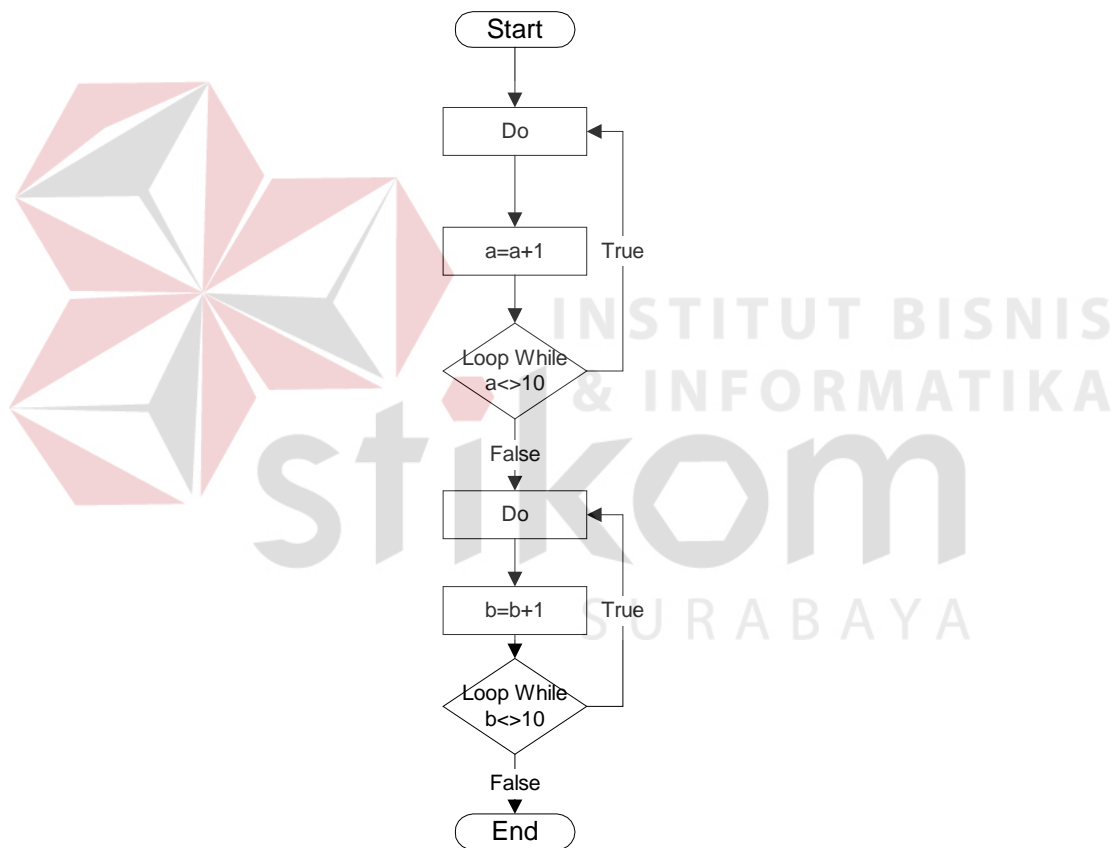 Start
Do
a=a+1
True
Loop While
a<>10
False
Do
b=b+1
True
Loop While
b<>10
False
End
INSTITUT BISNIS
& INFORMATIKA
stikom
SURABAYA